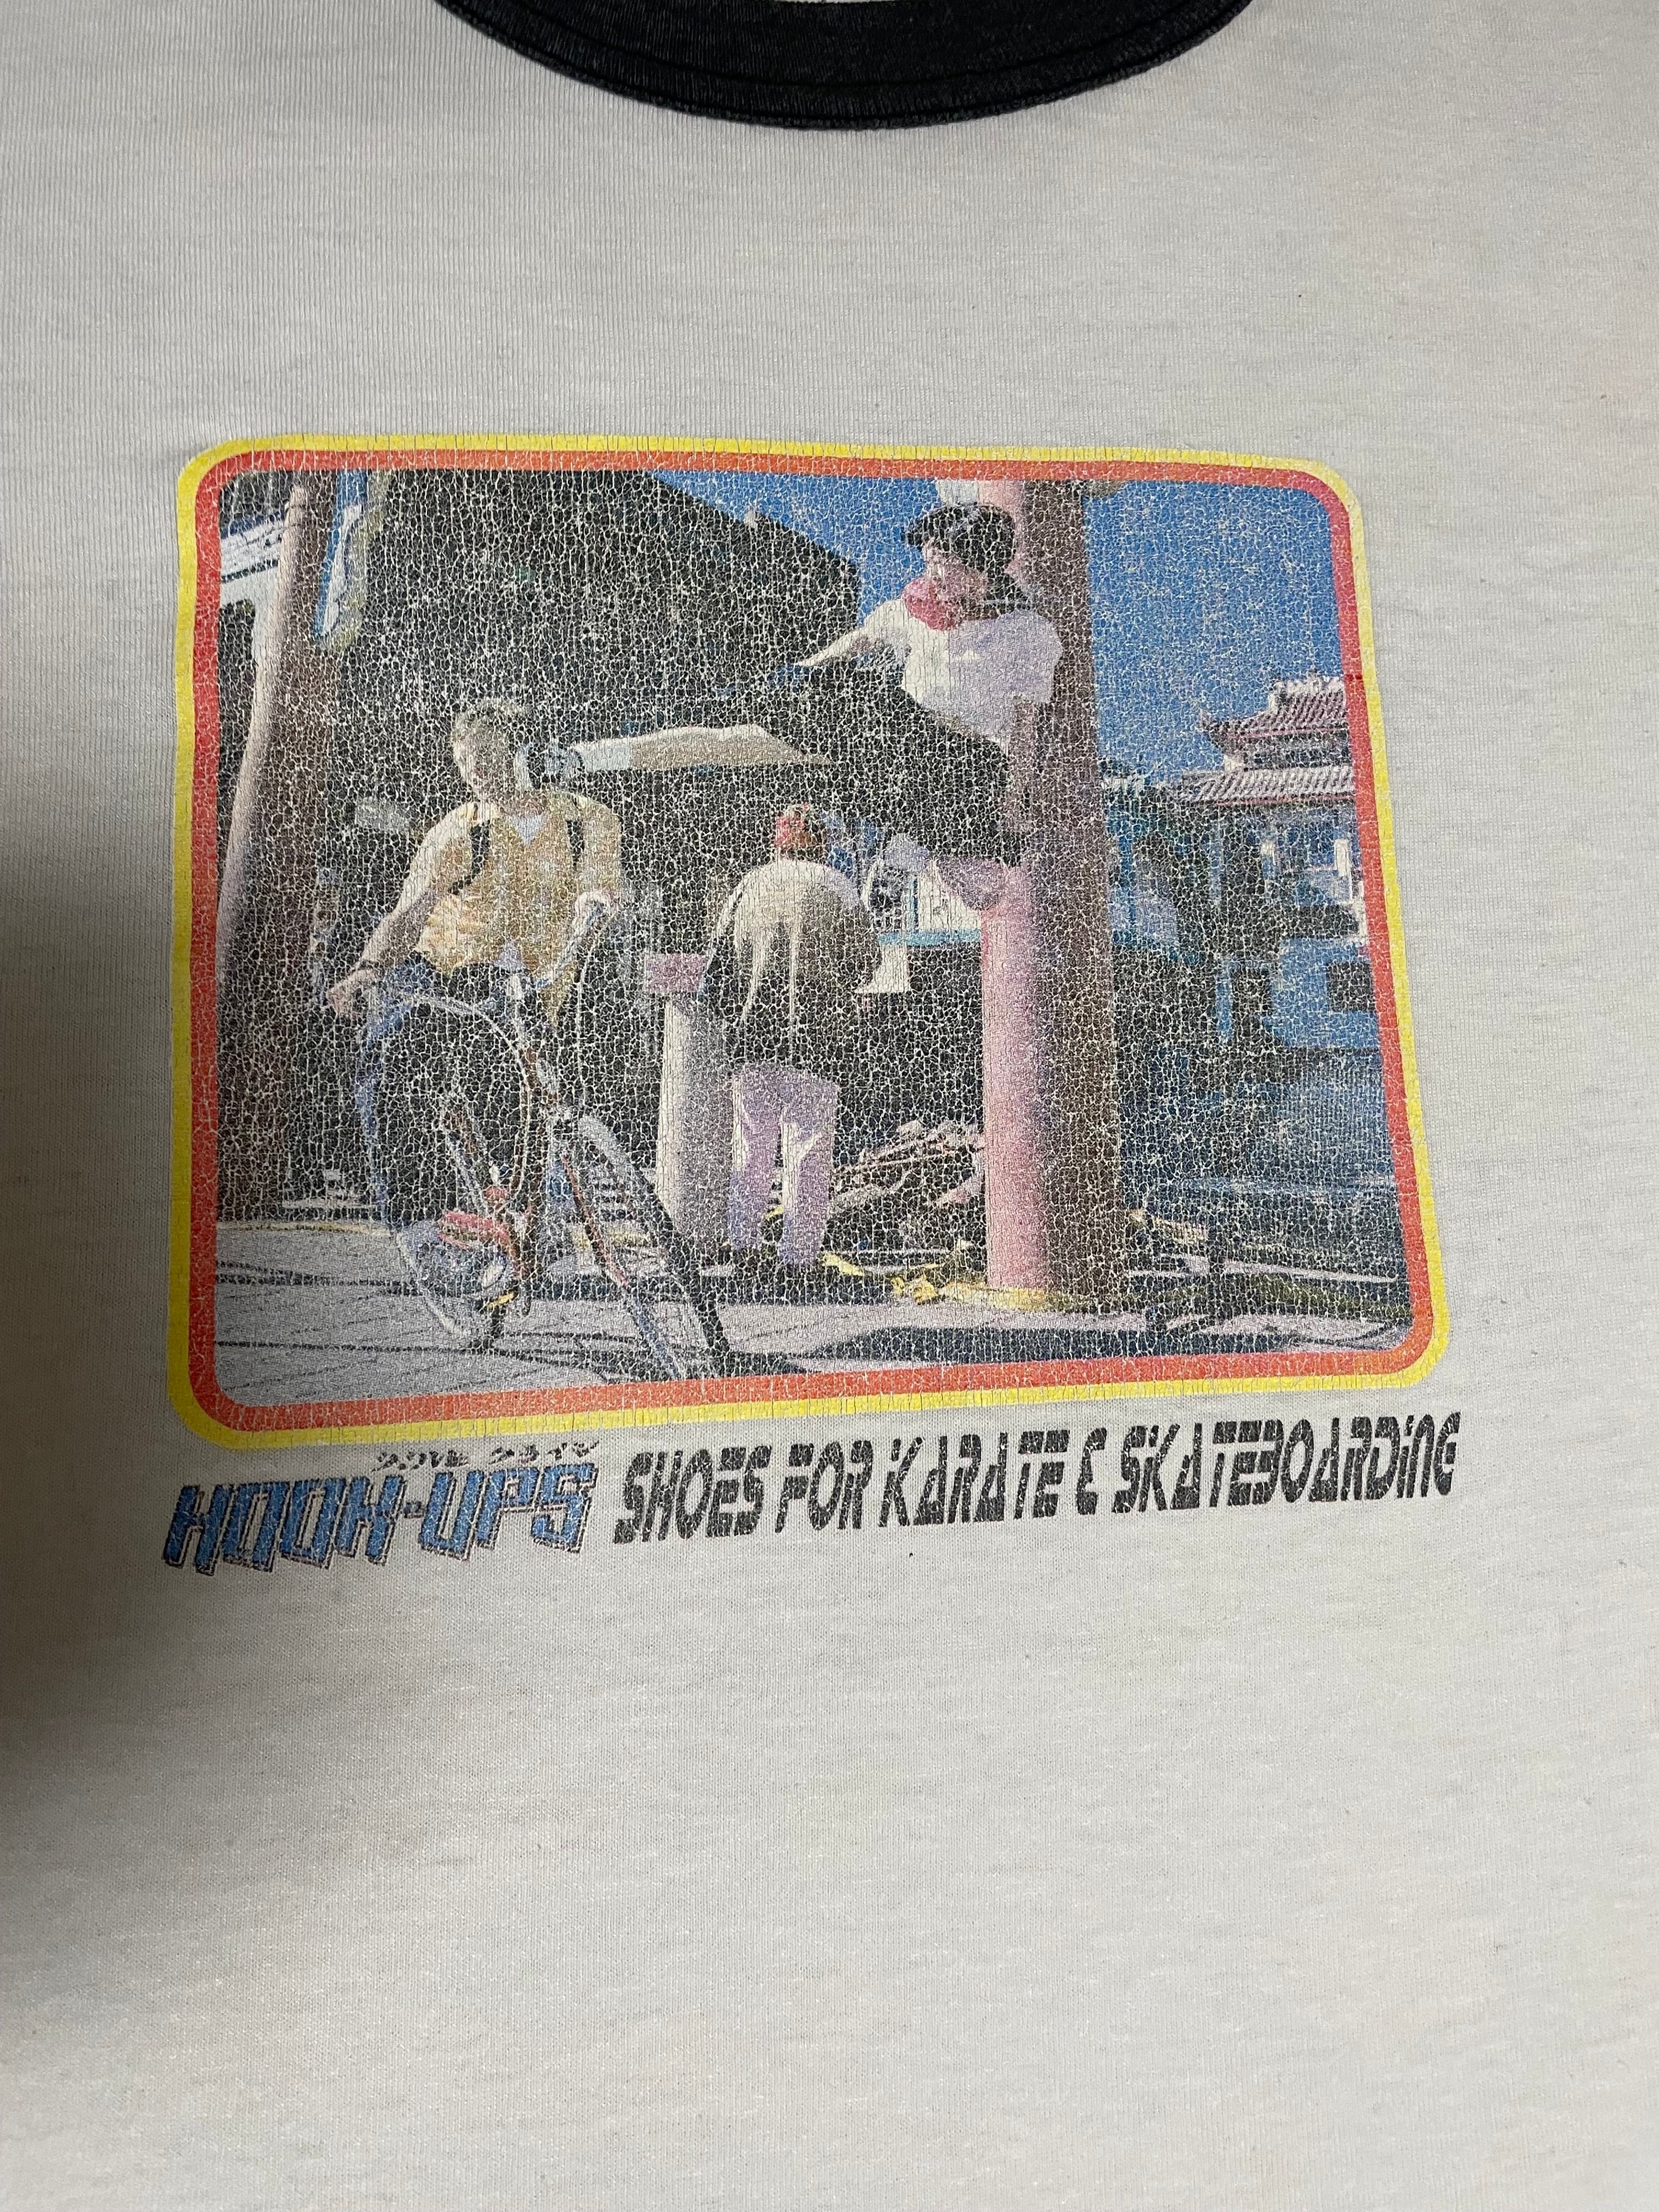 HOOK-UPS SHOES FOR KARATE & SKATEBOARDING